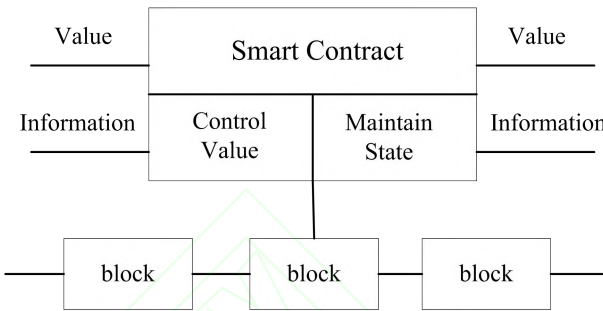 Value
Smart Contract
Value
Information
Control
Value
Maintain
State
Information
block
block
block